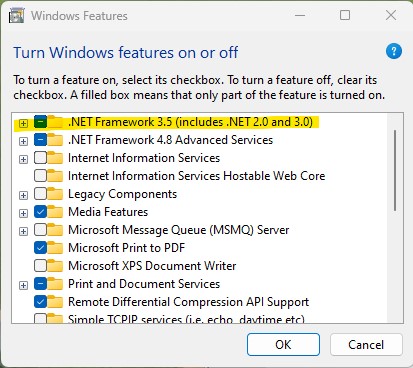 Windows Features
Turn Windows features on or off
To turn a feature on, select its checkbox. To turn a feature off, clear its
checkbox. A filled box means that only part of the feature is turned on.
.NET Framework 3.5 (includes .NET 2.0 and 3.0)
.NET Framework 4.8 Advanced Services
Internet Information Services
Internet Information Services Hostable Web Core
Legacy Components
Media Features
Microsoft Message Queue (MSMQ) Server
Microsoft Print to PDF
Microsoft XPS Document Writer
Print and Document Services
Remote Differential Compression API Support
Simple TCPIP services (i.e. echo, daytime etc)
OK
Cancel